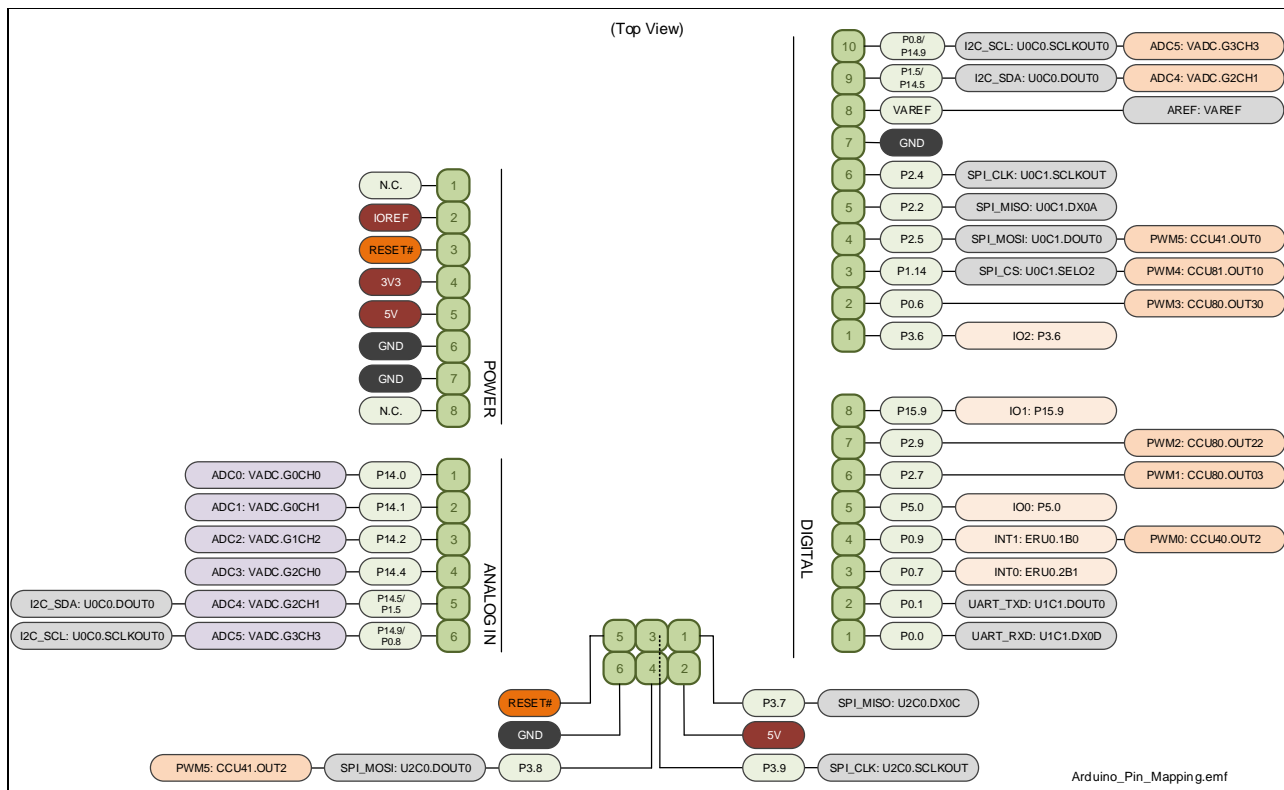 (Top View)
10 P0.8/ P14.9 I2C_SCL: U0C0.SCLKOUT0 ADC5: VADC.G3CH3
9 P1.5/ P14.5 I2C_SDA: U0C0.DOUT0 ADC4: VADC.G2CH1
8 VAREF AREF: VAREF
7 GND
6 P2.4 SPI_CLK: U0C1.SCLKOUT
5 P2.2 SPI_MISO: U0C1.DX0A
4 P2.5 SPI_MOSI: U0C1.DOUT0 PWM5: CCU41.OUT0
3 P1.14 SPI_CS: U0C1.SELO2 PWM4: CCU81.OUT10
2 P0.6 PWM3: CCU80.OUT30
1 P3.6 IO2: P3.6
N.C. 1
IOREF 2
RESET# 3
3V3 4
5V 5
GND 6
GND 7
N.C. 8
POWER
8 P15.9 IO1: P15.9
7 P2.9 PWM2: CCU80.OUT22
6 P2.7 PWM1: CCU80.OUT03
5 P5.0 IO0: P5.0
4 P0.9 INT1: ERU0.1B0 PWM0: CCU40.OUT2
3 P0.7 INT0: ERU0.2B1
2 P0.1 UART_TXD: U1C1.DOUT0
1 P0.0 UART_RXD: U1C1.DX0D
DIGITAL
ADC0: VADC.G0CH0 P14.0 1
ADC1: VADC.G0CH1 P14.1 2
ADC2: VADC.G1CH2 P14.2 3
ADC3: VADC.G2CH0 P14.4 4
I2C_SDA: U0C0.DOUT0 ADC4: VADC.G2CH1 P14.5/ P1.5 5
I2C_SCL: U0C0.SCLKOUT0 ADC5: VADC.G3CH3 P14.9/ P0.8 6
ANALOG IN
5 3 1
6 4 2
RESET# P3.7 SPI_MISO: U2C0.DX0C
GND 5V
PWM5: CCU41.OUT2 SPI_MOSI: U2C0.DOUT0 P3.8 P3.9 SPI_CLK: U2C0.SCLKOUT
Arduino_Pin_Mapping.emf